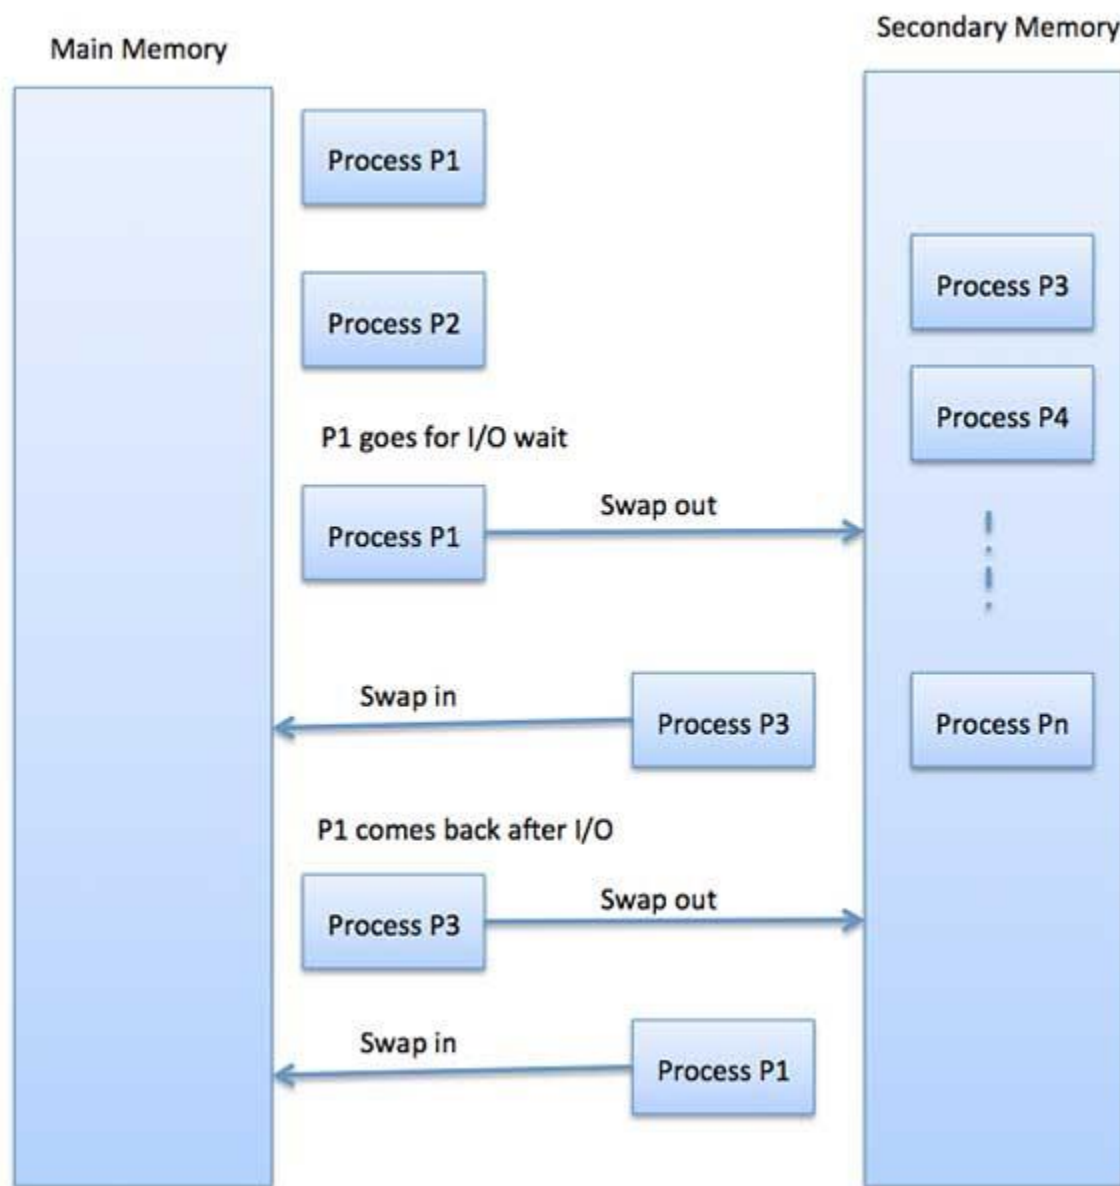 Main Memory
Secondary Memory
Process P1
Process P3
Process P2
Process P4
P1 goes for I/O wait
Process P1
Swap out
Swap in
Process P3
Process Pn
P1 comes back after I/O
Process P3
Swap out
Swap in
Process P1